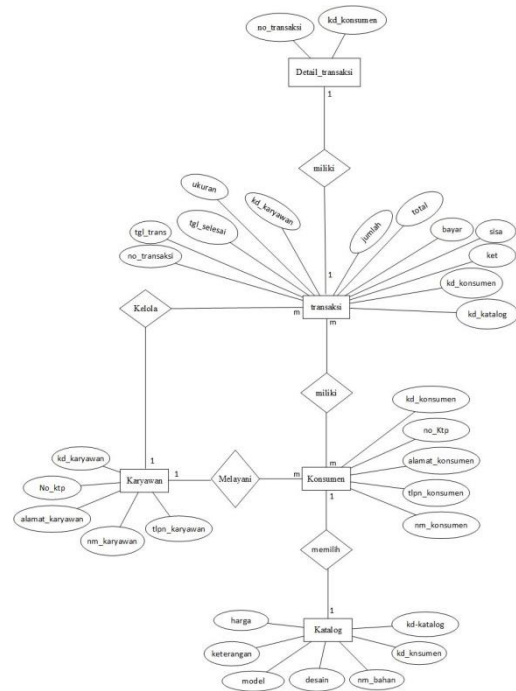 no_transaksi
kd_konsumen
Detail_transaksi
1
miliki
ukuran
kd_karyawan
total
tgl_selesai
jumlah
tgl_trans
bayar
sisa
no_transaksi
ket
kd_konsumen
kd_katalog
1
Kelola
m
transaksi
m
miliki
kd_konsumen
no_Ktp
kd_karyawan
alamat_konsumen
1
m
Karyawan
1
Melayani
m
Konsumen
No_ktp
tlpn_konsumen
alamat_karyawan
1
nm_konsumen
tlpn_karyawan
nm_karyawan
memilih
1
harga
Katalog
kd-katalog
keterangan
kd_knsumen
model
desain
nm_bahan